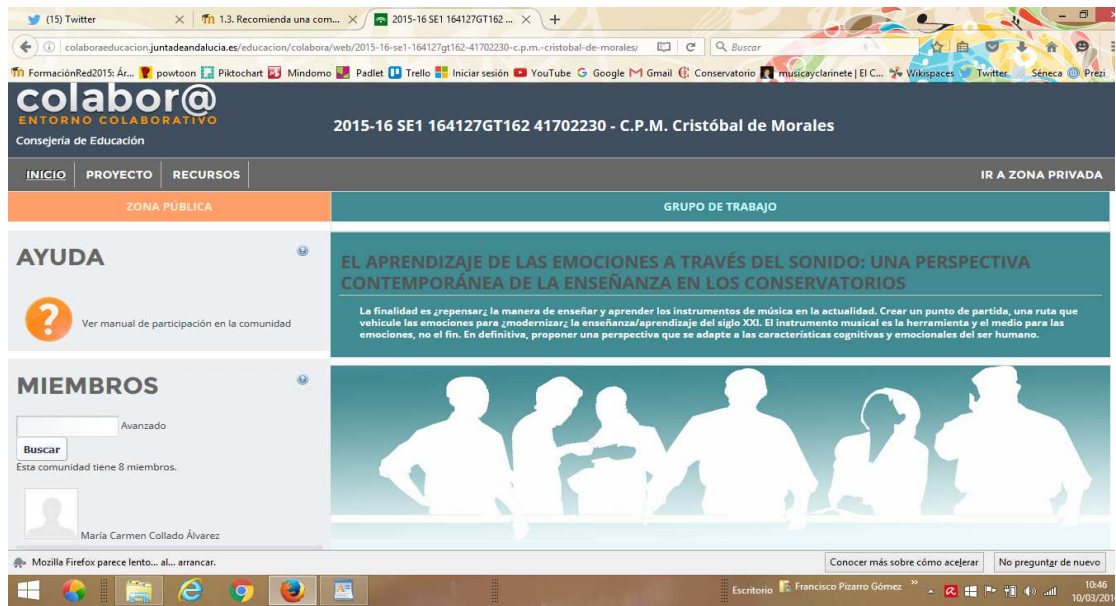 (15) Twitter
1.3. Recomienda una com...
2015-16 SE1 164127GT162 ...
colaboraeducacion.juntadeandalucia.es/educacion/colabora/web/2015-16-se1-164127gt162-41702230-c.p.m.-cristobal-de-morales/
Buscar
FormaciónRed2015: Ár... powtoon Piktochart Mindomo Padlet Trello Iniciar sesión YouTube Google Gmail Conservatorio musicayclarinete | El C... Wikispaces Twitter Séneca Prezi
colabor@
ENTORNO COLABORATIVO
Consejería de Educación
2015-16 SE1 164127GT162 41702230 - C.P.M. Cristóbal de Morales
INICIO PROYECTO RECURSOS IR A ZONA PRIVADA
ZONA PÚBLICA GRUPO DE TRABAJO
AYUDA
Ver manual de participación en la comunidad
EL APRENDIZAJE DE LAS EMOCIONES A TRAVÉS DEL SONIDO: UNA PERSPECTIVA
CONTEMPORÁNEA DE LA ENSEÑANZA EN LOS CONSERVATORIOS
La finalidad es ¿repensar¿ la manera de enseñar y aprender los instrumentos de música en la actualidad. Crear un punto de partida, una ruta que
vehicule las emociones para ¿modernizar¿ la enseñanza/aprendizaje del siglo XXI. El instrumento musical es la herramienta y el medio para las
emociones, no el fin. En definitiva, proponer una perspectiva que se adapte a las características cognitivas y emocionales del ser humano.
MIEMBROS
Avanzado
Buscar
Esta comunidad tiene 8 miembros.
María Carmen Collado Álvarez
Mozilla Firefox parece lento... al... arrancar.
Conocer más sobre cómo acelerar
No preguntar de nuevo
Escritorio Francisco Pizarro Gómez
10:46
10/03/201